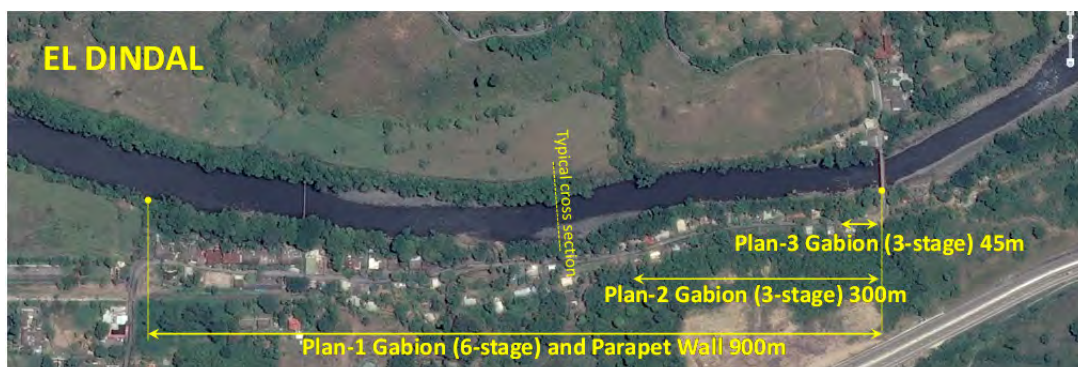 EL DINDAL
Typical cross section
Plan-3 Gabion (3-stage) 45m
Plan-2 Gabion (3-stage) 300m
Plan-1 Gabion (6-stage) and Parapet Wall 900m